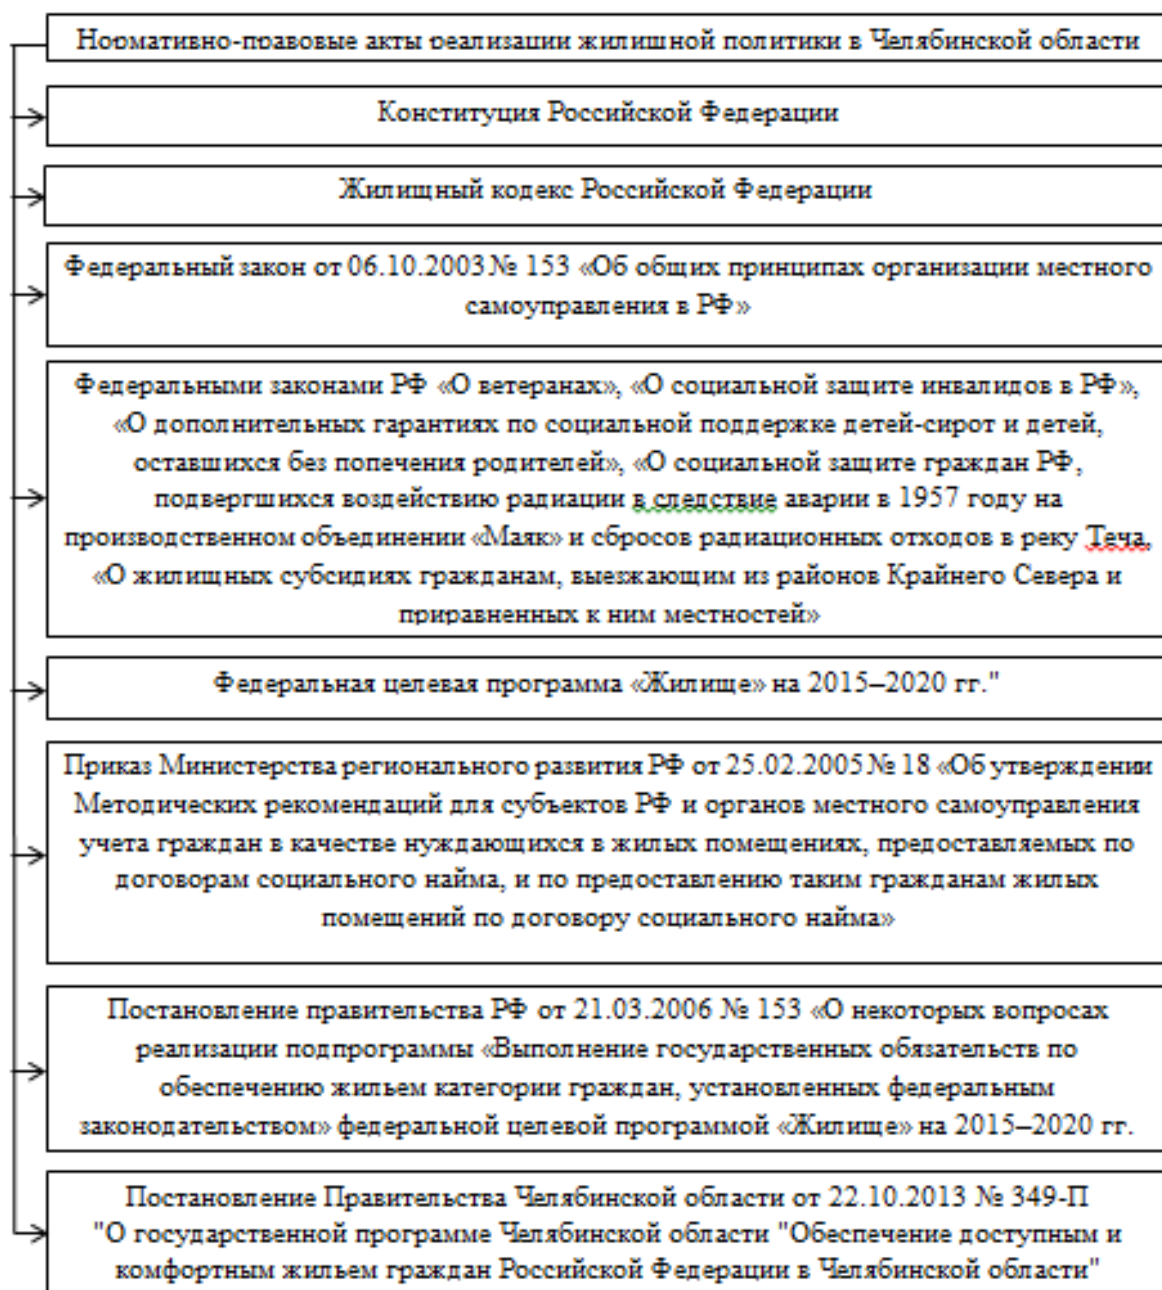 Нормативно-правовые акты реализации жилищной политики в Челябинской области
Конституция Российской Федерации
Жилищный кодекс Российской Федерации
Федеральный закон от 06.10.2003 № 153 «Об общих принципах организации местного
самоуправления в РФ»
Федеральными законами РФ «О ветеранах», «О социальной защите инвалидов в РФ»,
«О дополнительных гарантиях по социальной поддержке детей-сирот и детей,
оставшихся без попечения родителей», «О социальной защите граждан РФ,
подвергшихся воздействию радиации в следствие аварии в 1957 году на
производственном объединении «Маяк» и сбросов радиационных отходов в реку Теча,
«О жилищных субсидиях гражданам, выезжающим из районов Крайнего Севера и
приравненных к ним местностей»
Федеральная целевая программа «Жилище» на 2015–2020 гг."
Приказ Министерства регионального развития РФ от 25.02.2005 № 18 «Об утверждении
Методических рекомендаций для субъектов РФ и органов местного самоуправления
учета граждан в качестве нуждающихся в жилых помещениях, предоставляемых по
договорам социального найма, и по предоставлению таким гражданам жилых
помещений по договору социального найма»
Постановление правительства РФ от 21.03.2006 № 153 «О некоторых вопросах
реализации подпрограммы «Выполнение государственных обязательств по
обеспечению жильем категории граждан, установленных федеральным
законодательством» федеральной целевой программой «Жилище» на 2015–2020 гг.
Постановление Правительства Челябинской области от 22.10.2013 № 349-П
"О государственной программе Челябинской области "Обеспечение доступным и
комфортным жильем граждан Российской Федерации в Челябинской области"